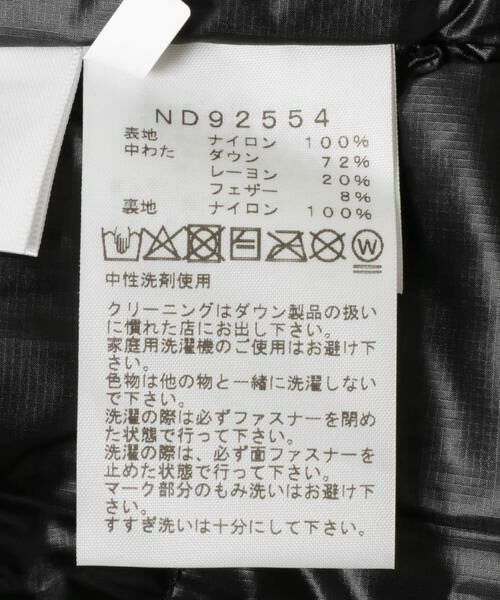 ND92554
表地 ナイロン 100%
中わた ダウン 72%
レーヨン 20%
フェザー 8%
裏地 ナイロン 100%
W
中性洗剤使用
クリーニングはダウン製品の扱い
に慣れた店にお出し下さい。
家庭用洗濯機のご使用はお避け下
さい。
色物は他の物と一緒に洗濯しない
で下さい。
洗濯の際は必ずファスナーを閉め
た状態で行って下さい。
洗濯の際は、必ず面ファスナーを
止めた状態で行って下さい。
マーク部分のもみ洗いはお避け下
さい。
すすぎ洗いは十分にして下さい。